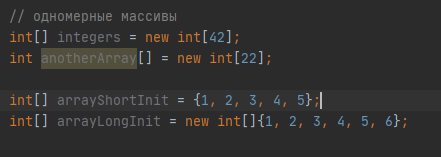 // одномерные массивы
int[] integers = new int[42];
int anotherArray[] = new int[22];
int[] arrayShortInit = {1, 2, 3, 4, 5};
int[] arrayLongInit = new int[]{1, 2, 3, 4, 5, 6};